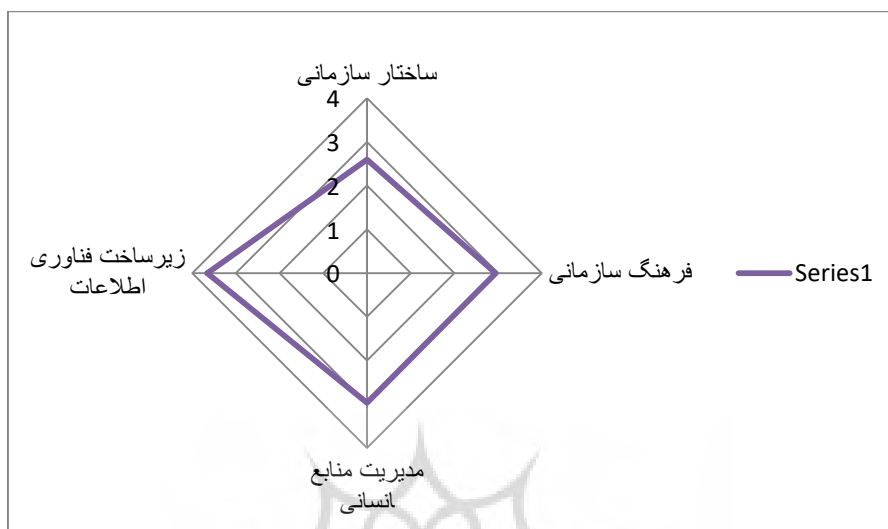 ساختار سازمانی
4
3
2
1
0
فرهنگ سازمانی
Series1
زیرساخت فناوری
اطلاعات
مدیریت منابع
انسانی